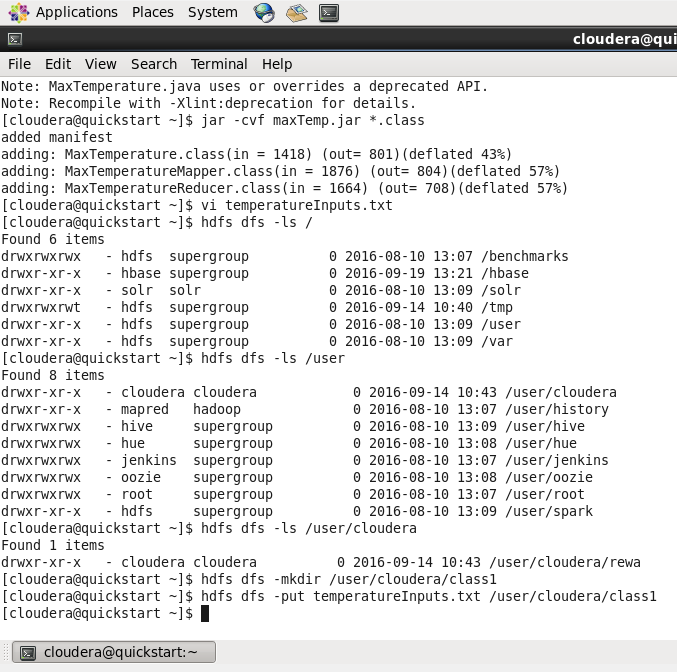 Applications Places System
cloudera@qui
File Edit View Search Terminal Help
Note: MaxTemperature.java uses or overrides a deprecated API.
Note: Recompile with -Xlint:deprecation for details.
[cloudera@quickstart ~]$ jar -cvf maxTemp.jar *.class
added manifest
adding: MaxTemperature.class(in = 1418) (out= 801)(deflated 43%)
adding: MaxTemperatureMapper.class(in = 1876) (out= 804)(deflated 57%)
adding: MaxTemperatureReducer.class(in = 1664) (out= 708)(deflated 57%)
[cloudera@quickstart ~]$ vi temperatureInputs.txt
[cloudera@quickstart ~]$ hdfs dfs -ls /
Found 6 items
drwxrwxrwx   - hdfs  supergroup          0 2016-08-10 13:07 /benchmarks
drwxr-xr-x   - hbase supergroup          0 2016-09-19 13:21 /hbase
drwxr-xr-x   - solr  solr                0 2016-08-10 13:09 /solr
drwxrwxrwt   - hdfs  supergroup          0 2016-09-14 10:40 /tmp
drwxr-xr-x   - hdfs  supergroup          0 2016-08-10 13:09 /user
drwxr-xr-x   - hdfs  supergroup          0 2016-08-10 13:09 /var
[cloudera@quickstart ~]$ hdfs dfs -ls /user
Found 8 items
drwxr-xr-x   - cloudera cloudera            0 2016-09-14 10:43 /user/cloudera
drwxr-xr-x   - mapred   hadoop              0 2016-08-10 13:07 /user/history
drwxrwxrwx   - hive     supergroup          0 2016-08-10 13:09 /user/hive
drwxrwxrwx   - hue      supergroup          0 2016-08-10 13:08 /user/hue
drwxrwxrwx   - jenkins  supergroup          0 2016-08-10 13:07 /user/jenkins
drwxrwxrwx   - oozie    supergroup          0 2016-08-10 13:08 /user/oozie
drwxrwxrwx   - root     supergroup          0 2016-08-10 13:07 /user/root
drwxr-xr-x   - hdfs     supergroup          0 2016-08-10 13:09 /user/spark
[cloudera@quickstart ~]$ hdfs dfs -ls /user/cloudera
Found 1 items
drwxr-xr-x   - cloudera cloudera          0 2016-09-14 10:43 /user/cloudera/rewa
[cloudera@quickstart ~]$ hdfs dfs -mkdir /user/cloudera/class1
[cloudera@quickstart ~]$ hdfs dfs -put temperatureInputs.txt /user/cloudera/class1
[cloudera@quickstart ~]$
cloudera@quickstart:~